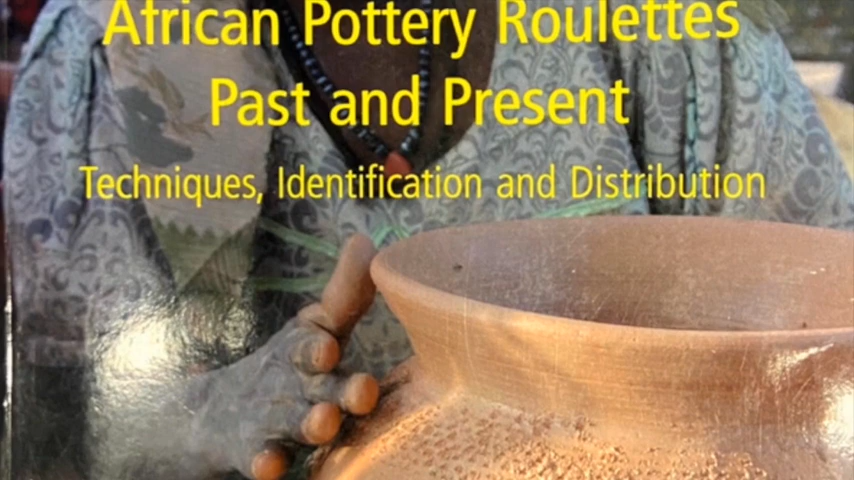 African Pottery Roulettes
Past and Present
Techniques, Identification and Distribution